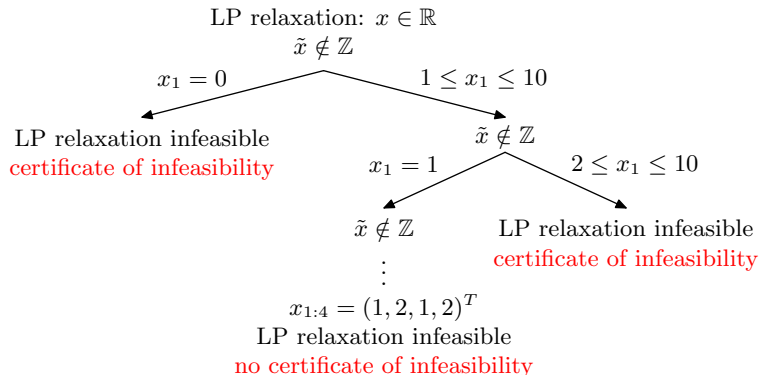 LP relaxation: x ∈ ℝ
x̃ ∉ ℤ
x₁ = 0
1 ≤ x₁ ≤ 10
LP relaxation infeasible
certificate of infeasibility
x̃ ∉ ℤ
x₁ = 1
2 ≤ x₁ ≤ 10
x̃ ∉ ℤ
LP relaxation infeasible
certificate of infeasibility
⋮
x₁:₄ = (1, 2, 1, 2)ᵀ
LP relaxation infeasible
no certificate of infeasibility